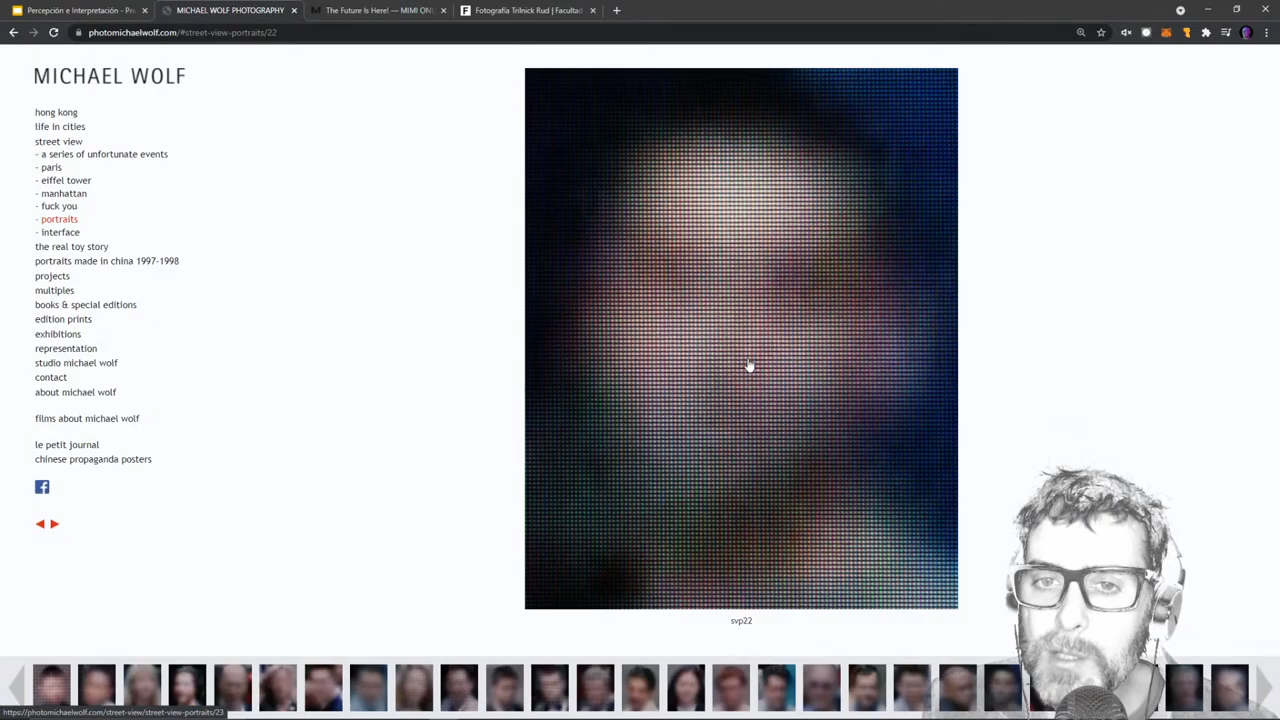 Percepción e Interpretación - Pre
MICHAEL WOLF PHOTOGRAPHY
The Future Is Here! — MIMI ON
Fotografía Trilnick Rud | Facultad
photomichaelwolf.com/#street-view-portraits/22
MICHAEL WOLF
hong kong
life in cities
street view
- a series of unfortunate events
- paris
- eiffel tower
- manhattan
- fuck you
- portraits
- interface
the real toy story
portraits made in china 1997-1998
projects
multiples
books & special editions
edition prints
exhibitions
representation
studio michael wolf
contact
about michael wolf
films about michael wolf
le petit journal
chinese propaganda posters
svp22
https://photomichaelwolf.com/street-view/street-view-portraits/23